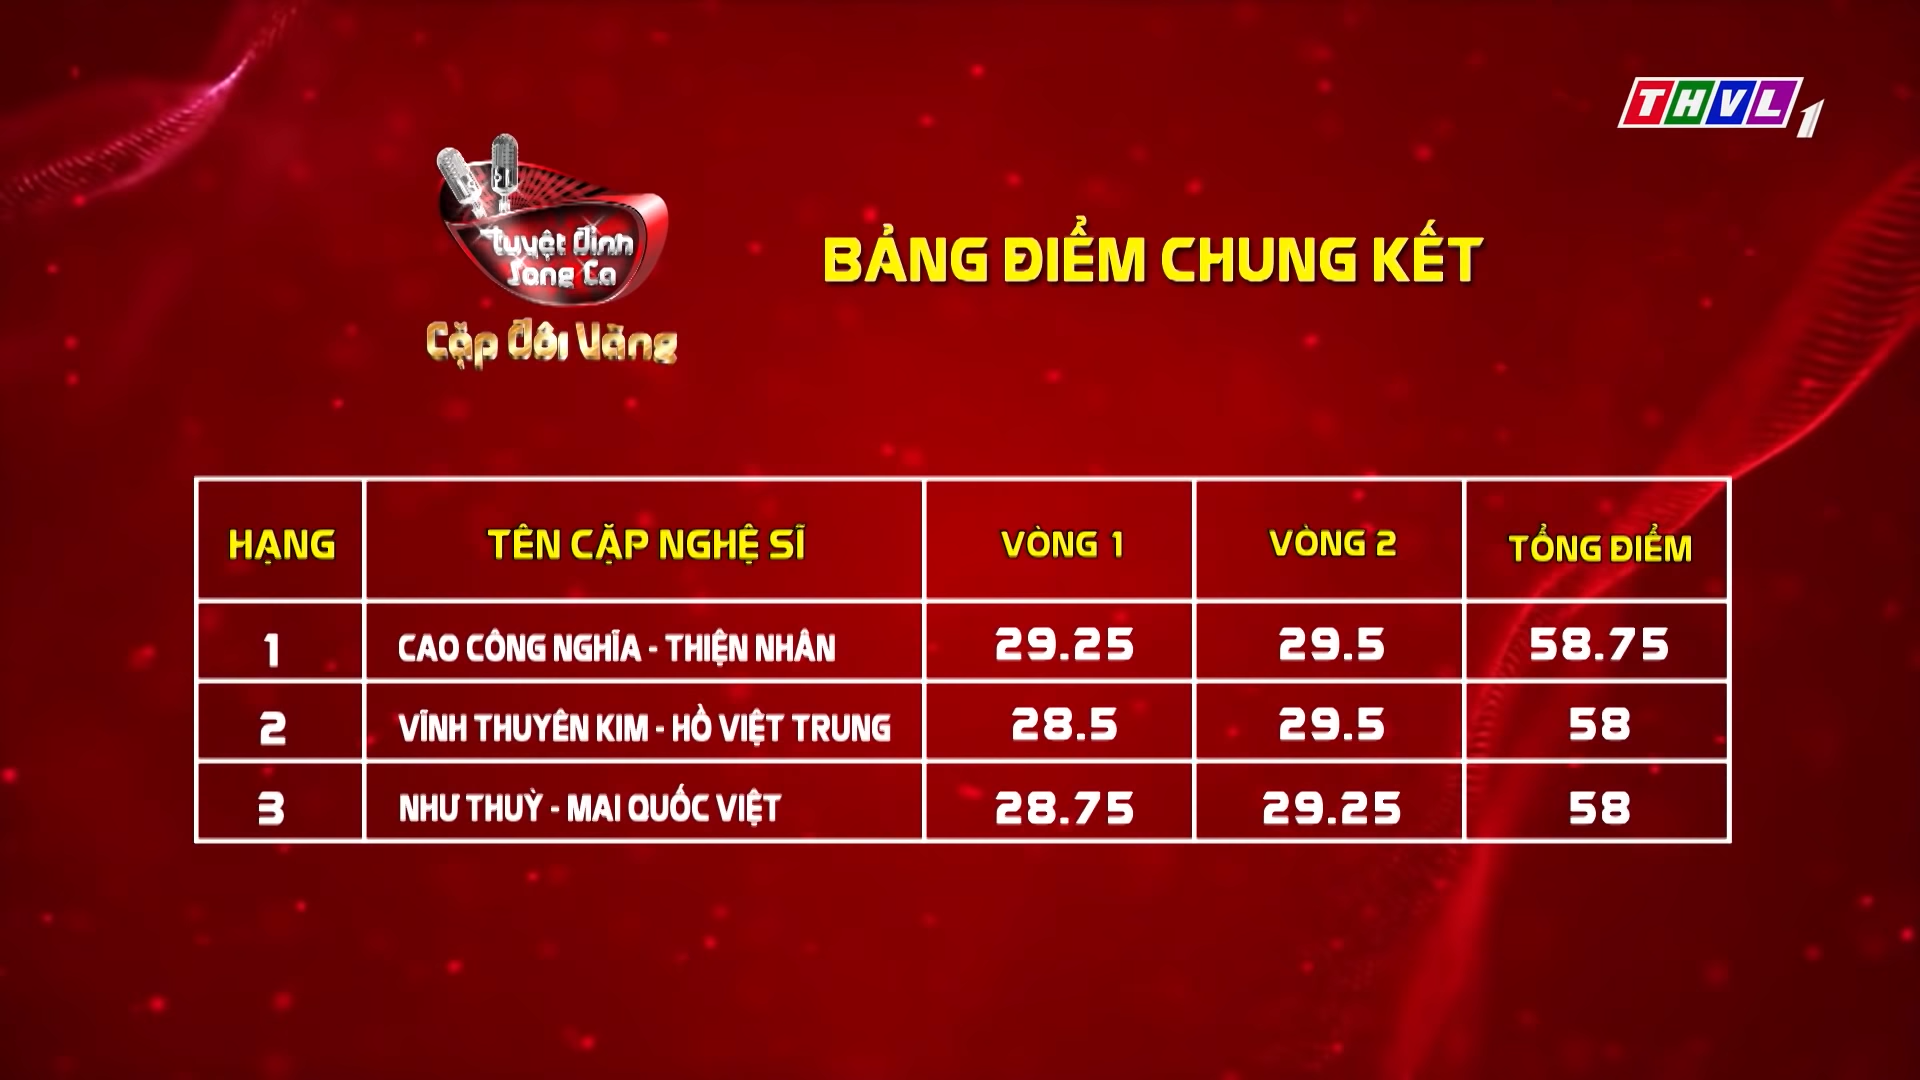 THVL1
Tuyệt Đỉnh
Song Ca
Cặp Đôi Vàng
BẢNG ĐIỂM CHUNG KẾT
HẠNG TÊN CẶP NGHỆ SĨ VÒNG 1 VÒNG 2 TỔNG ĐIỂM
1 CAO CÔNG NGHĨA - THIỆN NHÂN 29.25 29.5 58.75
2 VĨNH THUYÊN KIM - HỒ VIỆT TRUNG 28.5 29.5 58
3 NHƯ THUỲ - MAI QUỐC VIỆT 28.75 29.25 58